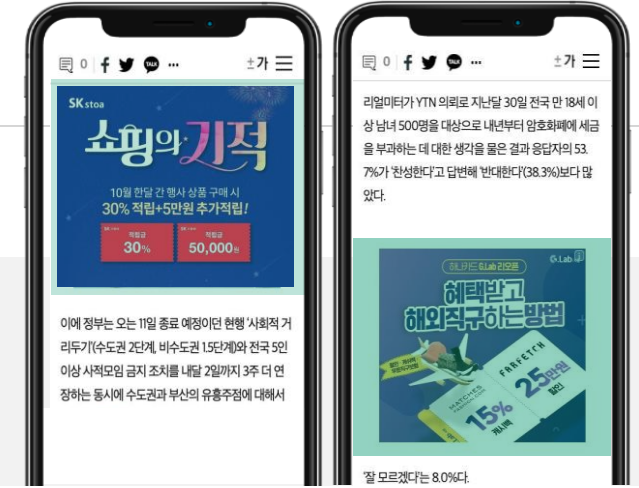 0 f TALK ...
±가
SK stoa
쇼핑의 기적
10월 한달 간 행사 상품 구매 시
30% 적립+5만원 추가적립!
적립금
30%
적립금
50,000원
이에 정부는 오는 11일 종료 예정이던 현행 '사회적 거
리두기'(수도권 2단계, 비수도권 1.5단계)와 전국 5인
이상 사적모임 금지 조치를 내달 2일까지 3주 더 연
장하는 동시에 수도권과 부산의 유흥주점에 대해서
0 f TALK ...
±가
리얼미터가 YTN 의뢰로 지난달 30일 전국 만 18세 이
상 남녀 500명을 대상으로 내년부터 암호화폐에 세금
을 부과하는 데 대한 생각을 물은 결과 응답자의 53.
7%가 '찬성한다'고 답변해 '반대한다'(38.3%)보다 많
았다.
G.Lab
하나카드 G.Lab 리오픈
혜택받고
해외직구하는방법
MATCHES
FASHION.COM
15%
캐시백
FARFETCH
25만원
할인
'잘 모르겠다'는 8.0%다.